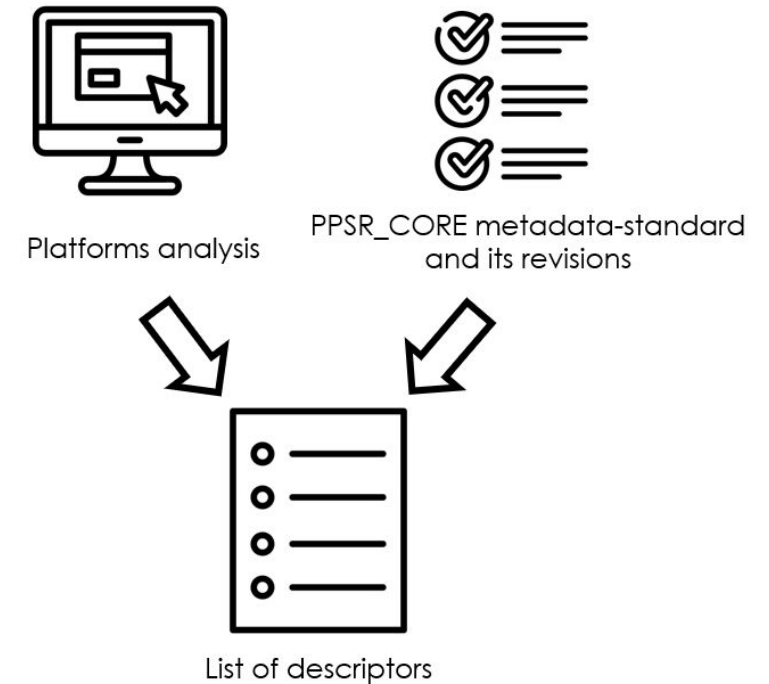 Platforms analysis
PPSR_CORE metadata-standard
and its revisions
List of descriptors